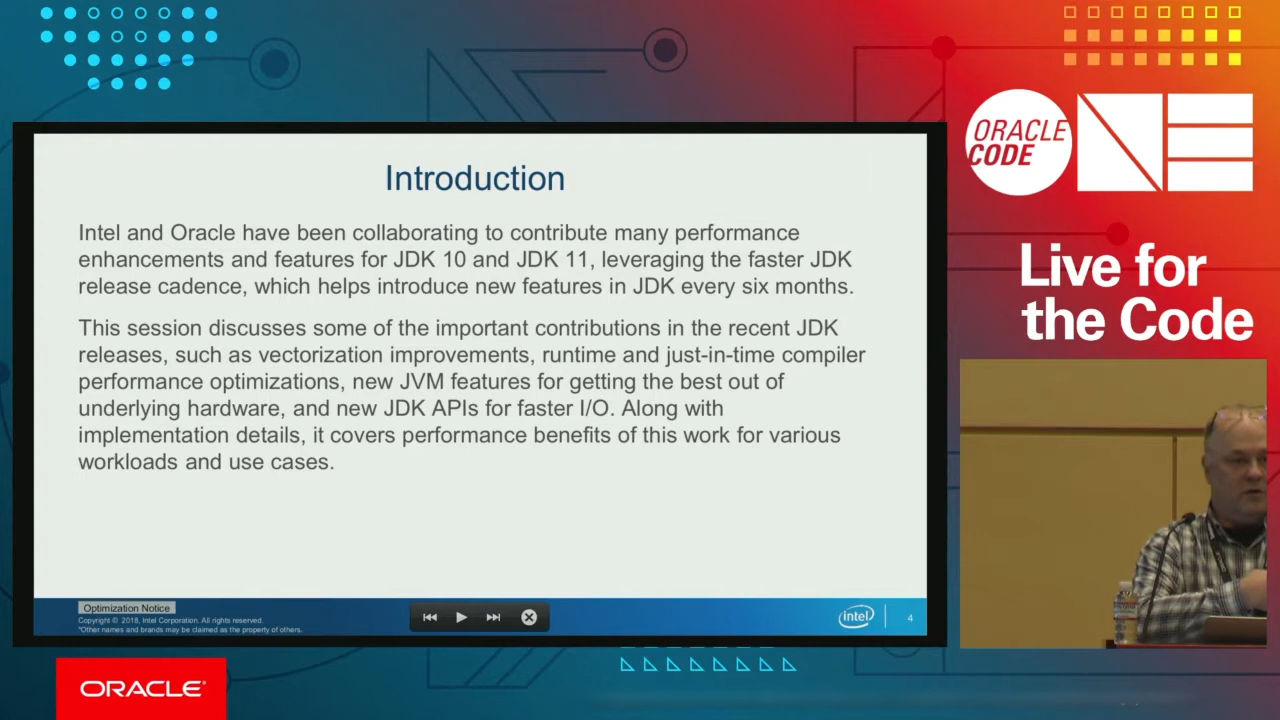 ORACLE
CODE
Live for
the Code
Introduction
Intel and Oracle have been collaborating to contribute many performance
enhancements and features for JDK 10 and JDK 11, leveraging the faster JDK
release cadence, which helps introduce new features in JDK every six months.
This session discusses some of the important contributions in the recent JDK
releases, such as vectorization improvements, runtime and just-in-time compiler
performance optimizations, new JVM features for getting the best out of
underlying hardware, and new JDK APIs for faster I/O. Along with
implementation details, it covers performance benefits of this work for various
workloads and use cases.
Optimization Notice
Copyright © 2018, Intel Corporation. All rights reserved.
*Other names and brands may be claimed as the property of others.
intel
4
ORACLE®